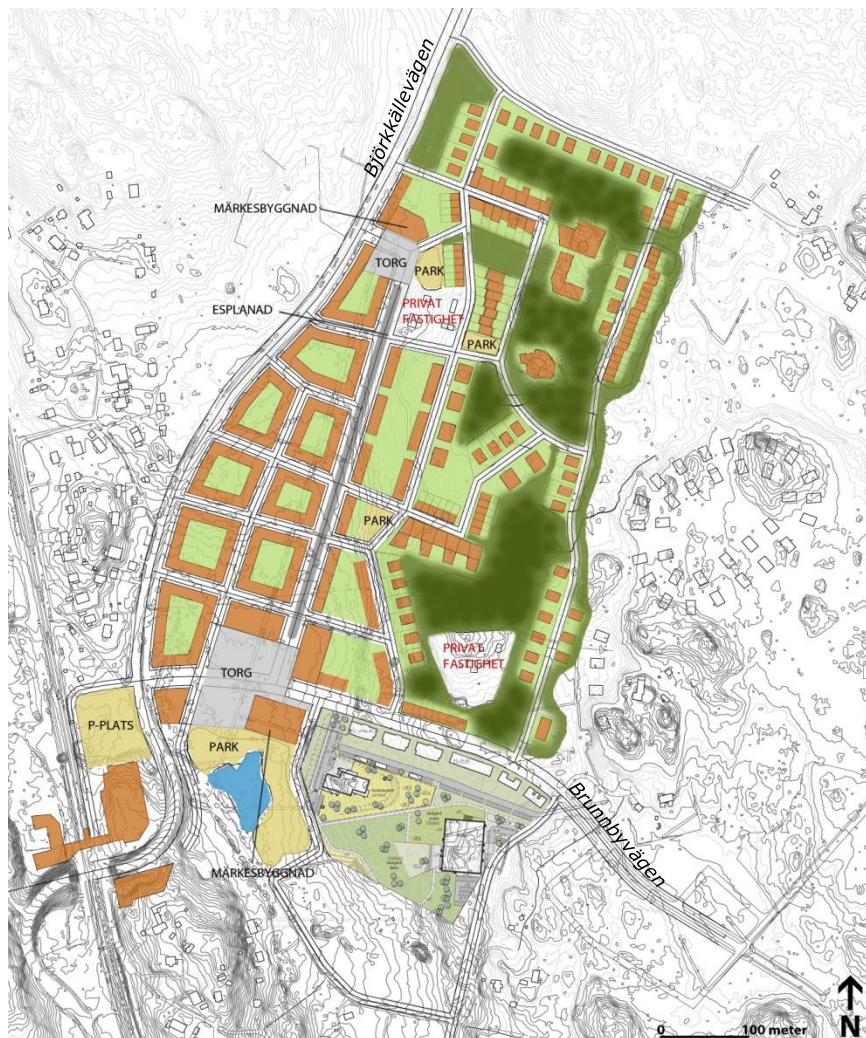 Björkkällevägen
MÄRKESBYGGNAD
TORG
PARK
ESPLANAD
PRIVAT
FASTIGHET
PARK
PARK
PRIVAT
FASTIGHET
TORG
P-PLATS
PARK
Brunnbyvägen
MÄRKESBYGGNAD
0 100 meter
N